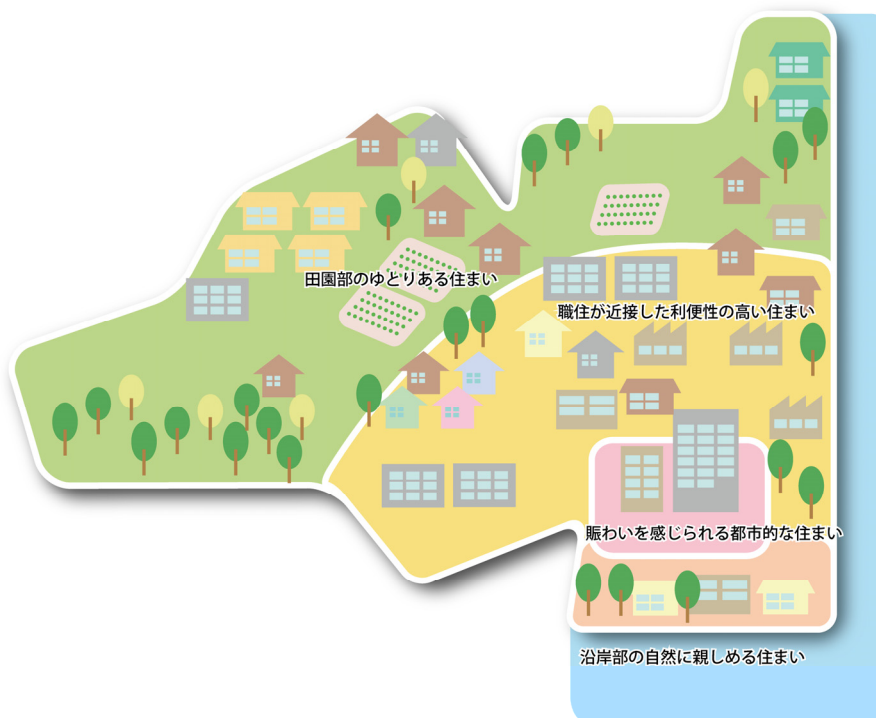 田園部のゆとりある住まい
職住が近接した利便性の高い住まい
賑わいを感じられる都市的な住まい
沿岸部の自然に親しめる住まい